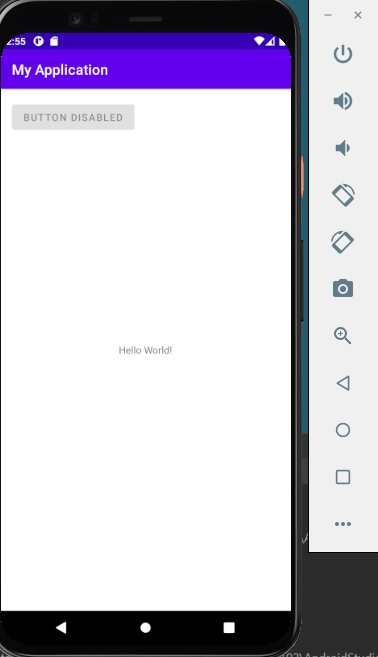 2:55
My Application
BUTTON DISABLED
Hello World!